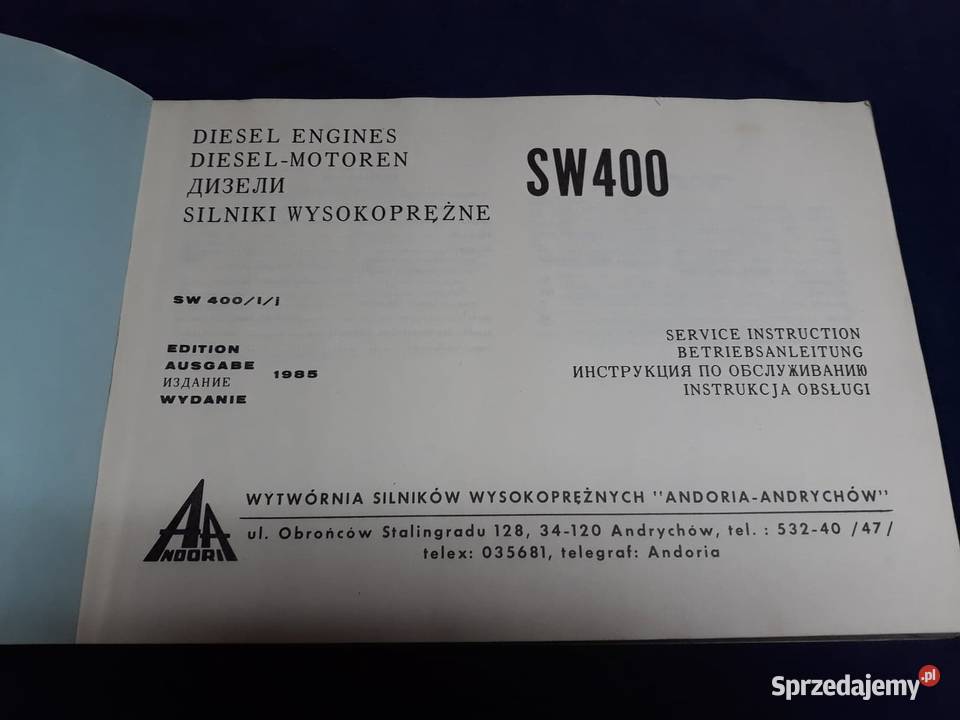 DIESEL ENGINES
DIESEL-MOTOREN
ДИЗЕЛИ
SILNIKI WYSOKOPRĘŻNE
SW400
SW 400/I/i
EDITION
AUSGABE
ИЗДАНИЕ
WYDANIE
1985
SERVICE INSTRUCTION
BETRIEBSANLEITUNG
ИНСТРУКЦИЯ ПО ОБСЛУЖИВАНИЮ
INSTRUKCJA OBSŁUGI
ANDORIA
WYTWÓRNIA SILNIKÓW WYSOKOPRĘŻNYCH "ANDORIA-ANDRYCHÓW"
ul. Obrońców Stalingradu 128, 34-120 Andrychów, tel. : 532-40 /47/
telex: 035681, telegraf: Andoria
Sprzedajemy.pl